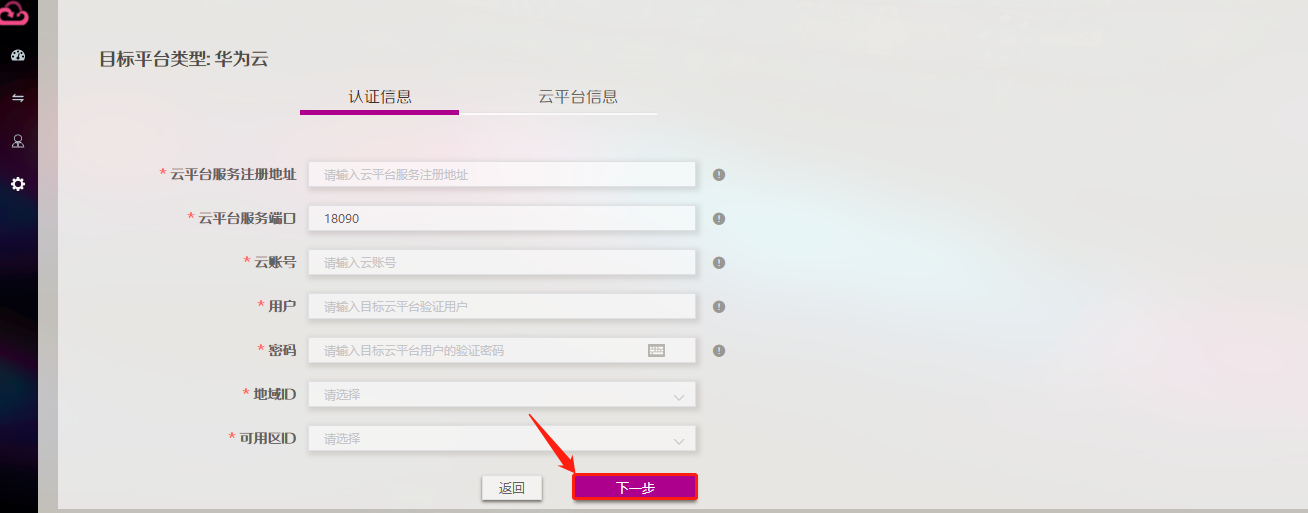 目标平台类型: 华为云
认证信息 云平台信息
* 云平台服务注册地址 请输入云平台服务注册地址
* 云平台服务端口 18090
* 云账号 请输入云账号
* 用户 请输入目标云平台验证用户
* 密码 请输入目标云平台用户的验证密码
* 地域ID 请选择
* 可用区ID 请选择
返回 下一步